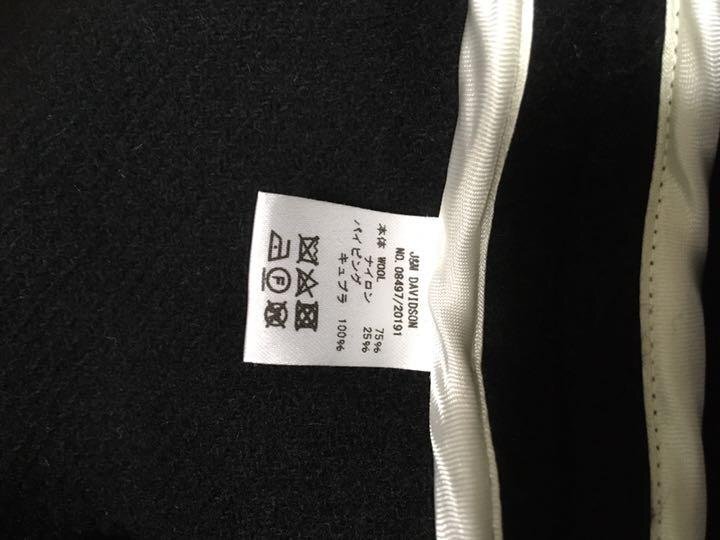 J&M DAVIDSON
NO. 08497/20191
本体 WOOL 75%
ナイロン 25%
パイピング
キュプラ 100%